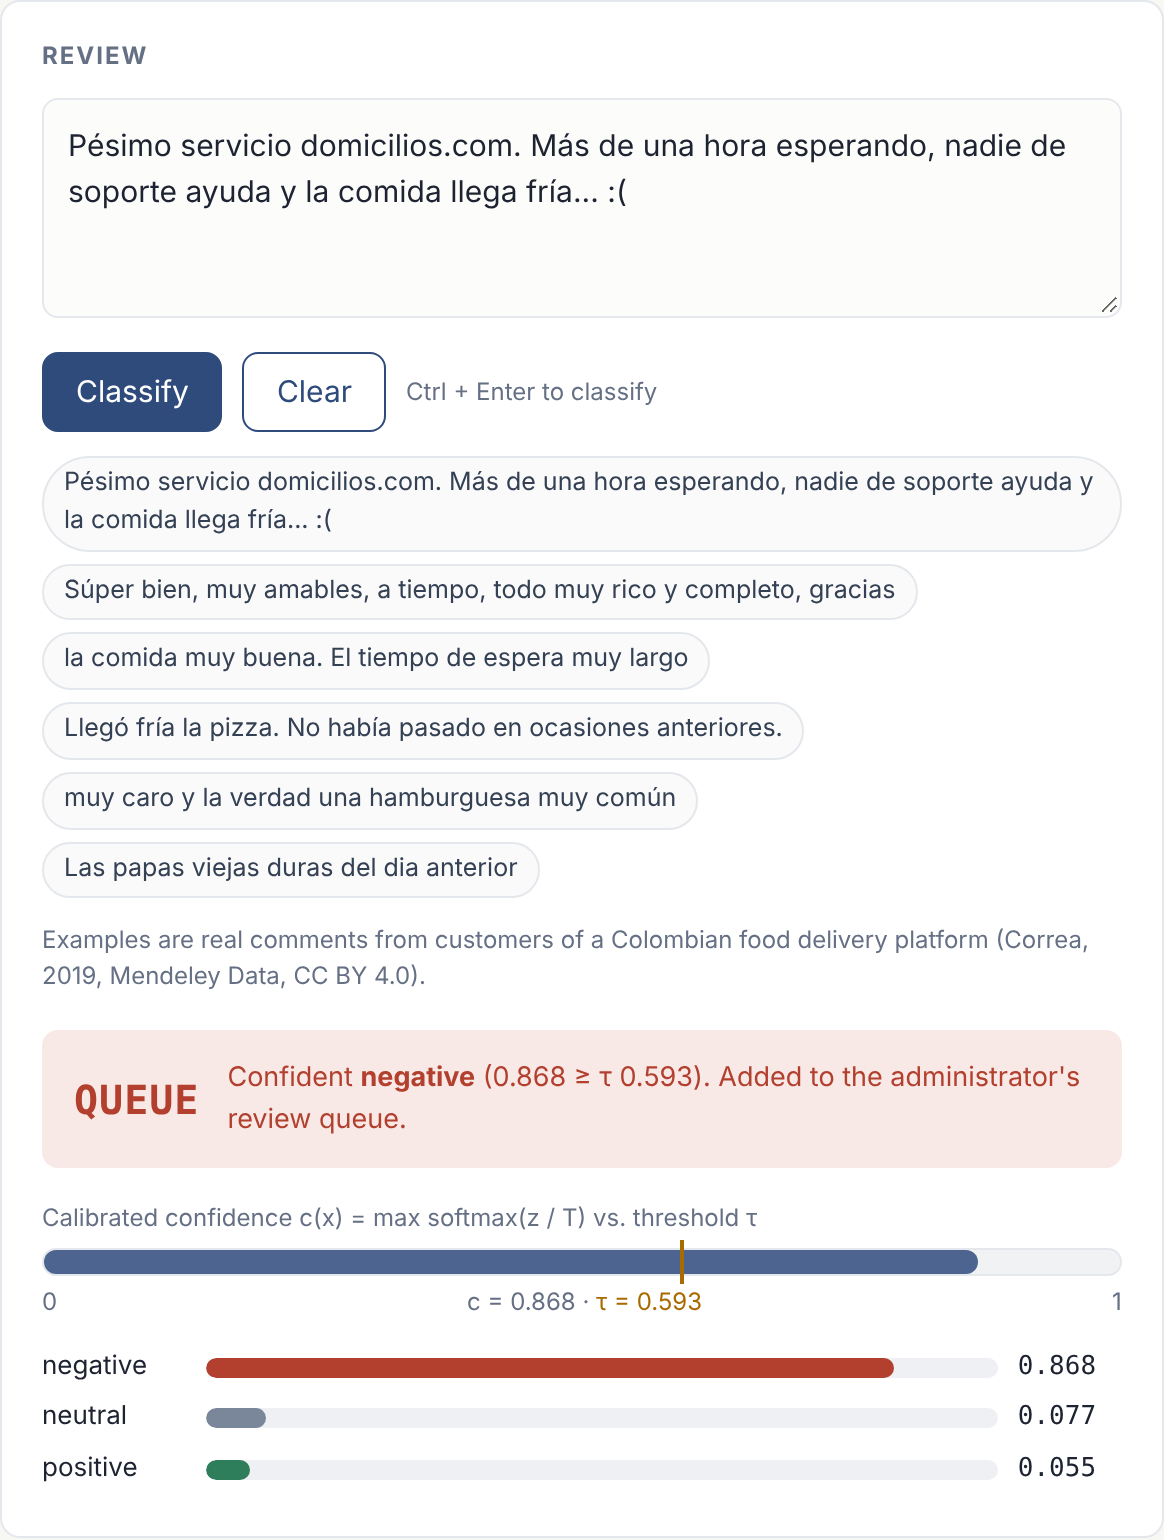 REVIEW
Pésimo servicio domicilios.com. Más de una hora esperando, nadie de
soporte ayuda y la comida llega fría... :(
Classify
Clear
Ctrl + Enter to classify
Pésimo servicio domicilios.com. Más de una hora esperando, nadie de soporte ayuda y
la comida llega fría... :(
Súper bien, muy amables, a tiempo, todo muy rico y completo, gracias
la comida muy buena. El tiempo de espera muy largo
Llegó fría la pizza. No había pasado en ocasiones anteriores.
muy caro y la verdad una hamburguesa muy común
Las papas viejas duras del dia anterior
Examples are real comments from customers of a Colombian food delivery platform (Correa,
2019, Mendeley Data, CC BY 4.0).
QUEUE
Confident negative (0.868 ≥ τ 0.593). Added to the administrator's
review queue.
Calibrated confidence c(x) = max softmax(z / T) vs. threshold τ
0
c = 0.868 · τ = 0.593
1
negative 0.868
neutral 0.077
positive 0.055